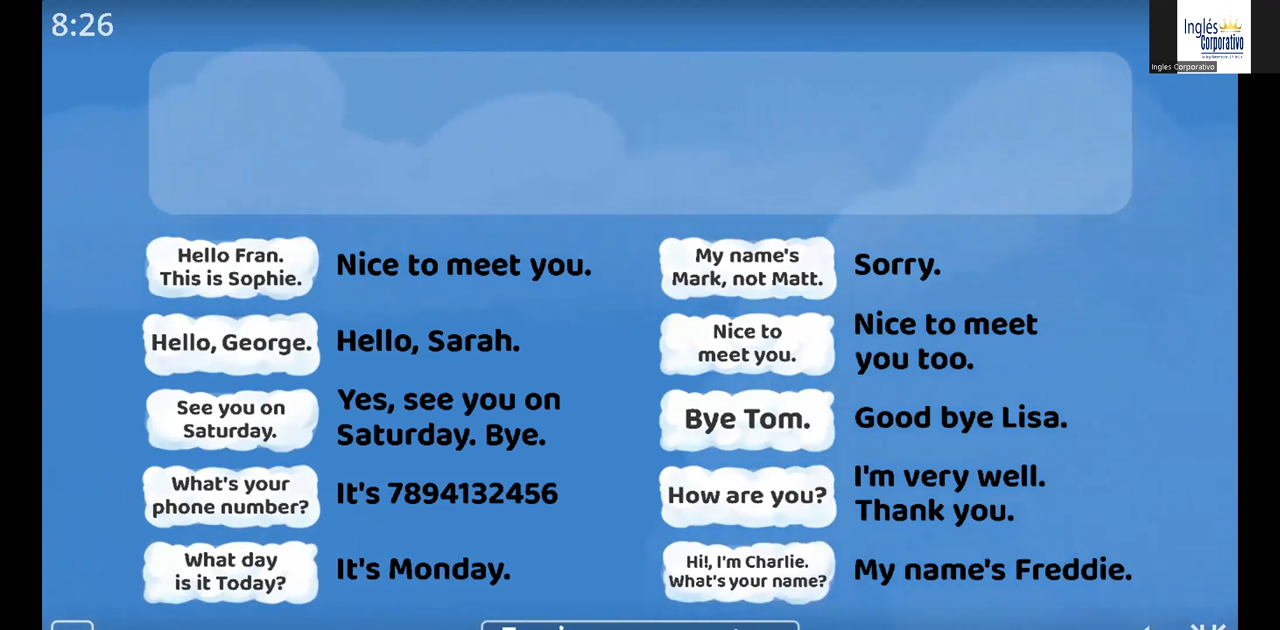 8:26
Inglés
Corporativo
Ingles Corporativo
Hello Fran.
This is Sophie.
Nice to meet you.
My name's
Mark, not Matt.
Sorry.
Hello, George.
Hello, Sarah.
Nice to
meet you.
Nice to meet
you too.
See you on
Saturday.
Yes, see you on
Saturday. Bye.
Bye Tom.
Good bye Lisa.
What's your
phone number?
It's 7894132456
How are you?
I'm very well.
Thank you.
What day
is it Today?
It's Monday.
Hi!, I'm Charlie.
What's your name?
My name's Freddie.